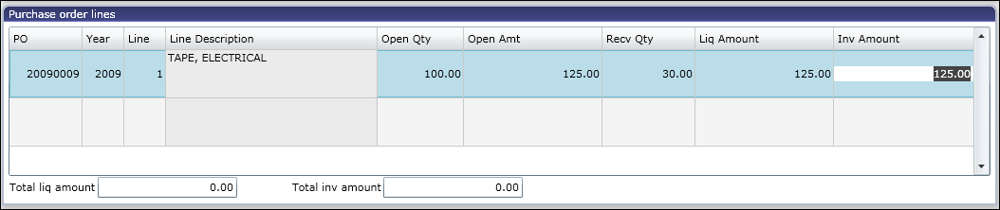 Purchase order lines
PO Year Line Line Description Open Qty Open Amt Recv Qty Liq Amount Inv Amount
20090009 2009 1 TAPE, ELECTRICAL 100.00 125.00 30.00 125.00 125.00
Total liq amount 0.00 Total inv amount 0.00